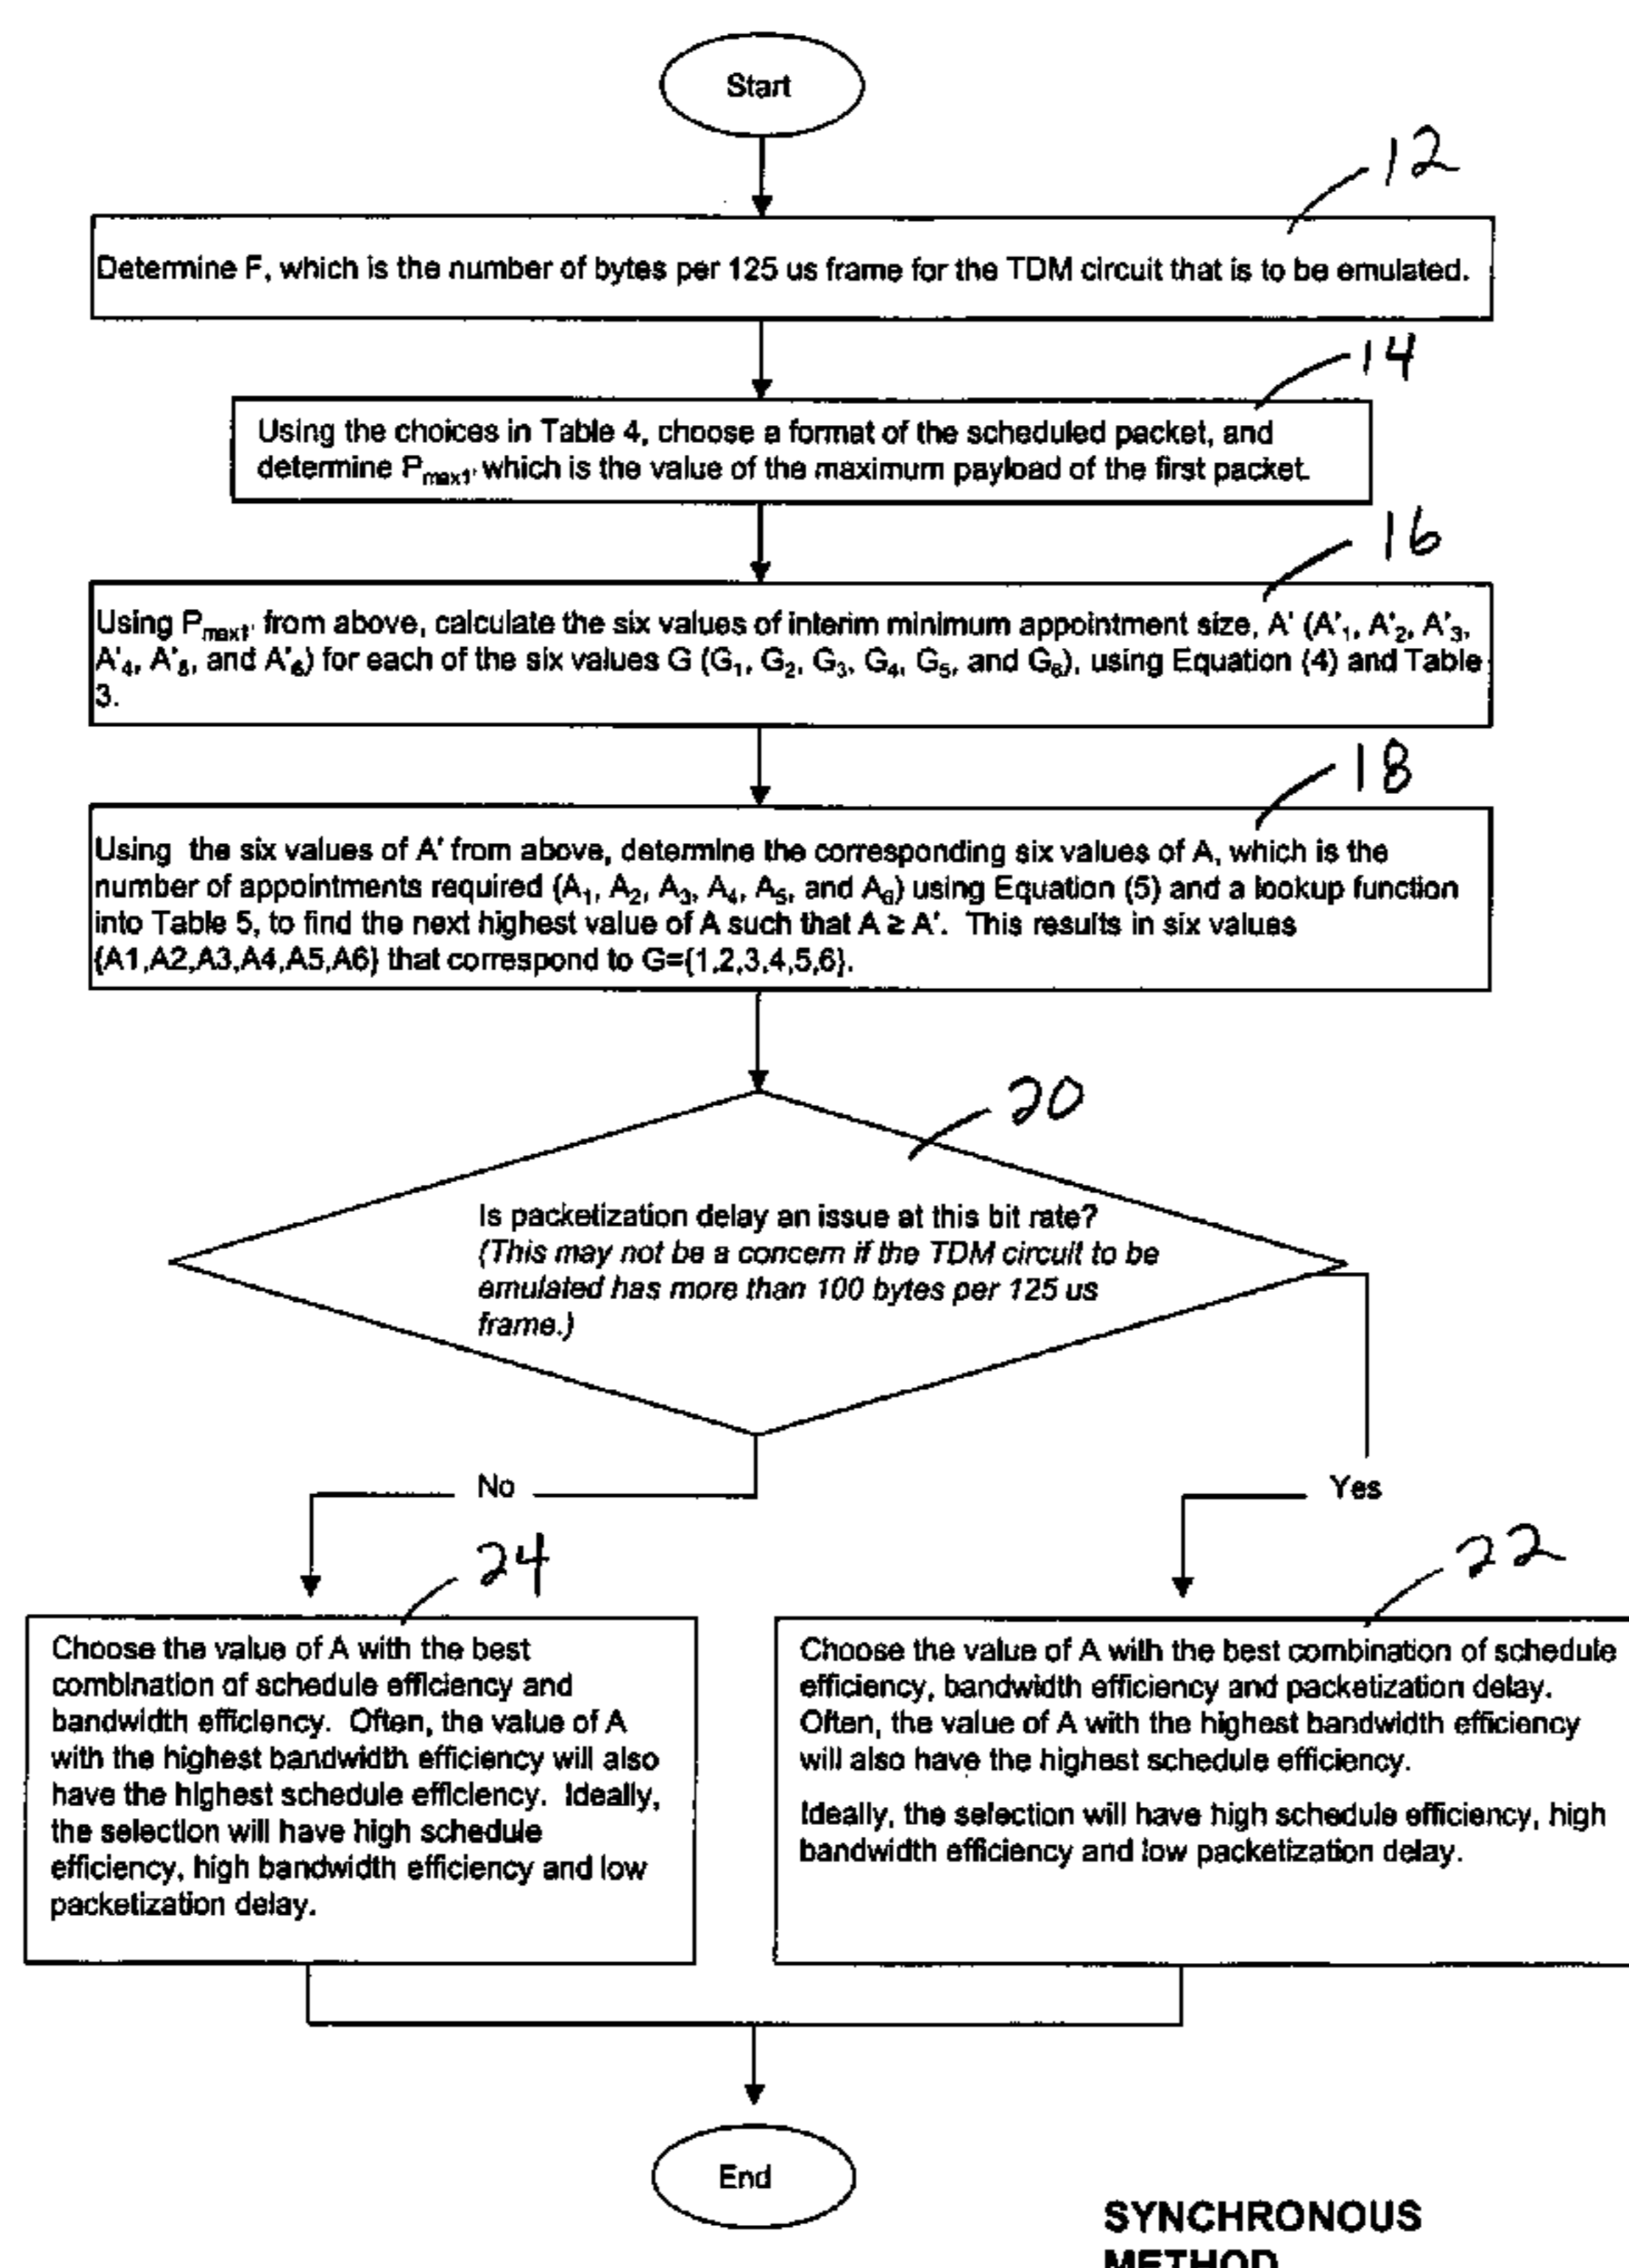 Start
12
Determine F, which is the number of bytes per 125 us frame for the TDM circuit that is to be emulated.
14
Using the choices in Table 4, choose a format of the scheduled packet, and
determine Pmax1, which is the value of the maximum payload of the first packet.
16
Using Pmax1, from above, calculate the six values of interim minimum appointment size, A' (A'1, A'2, A'3,
A'4, A'5, and A'6) for each of the six values G (G1, G2, G3, G4, G5, and G6), using Equation (4) and Table
3.
18
Using the six values of A' from above, determine the corresponding six values of A, which is the
number of appointments required (A1, A2, A3, A4, A5, and A6) using Equation (5) and a lookup function
into Table 5, to find the next highest value of A such that A ≥ A'. This results in six values
{A1,A2,A3,A4,A5,A6} that correspond to G={1,2,3,4,5,6}.
20
Is packetization delay an issue at this bit rate?
(This may not be a concern if the TDM circuit to be
emulated has more than 100 bytes per 125 us
frame.)
No
Yes
24
Choose the value of A with the best
combination of schedule efficiency and
bandwidth efficiency. Often, the value of A
with the highest bandwidth efficiency will also
have the highest schedule efficiency. Ideally,
the selection will have high schedule
efficiency, high bandwidth efficiency and low
packetization delay.
22
Choose the value of A with the best combination of schedule
efficiency, bandwidth efficiency and packetization delay.
Often, the value of A with the highest bandwidth efficiency
will also have the highest schedule efficiency.
Ideally, the selection will have high schedule efficiency, high
bandwidth efficiency and low packetization delay.
End
SYNCHRONOUS
METHOD